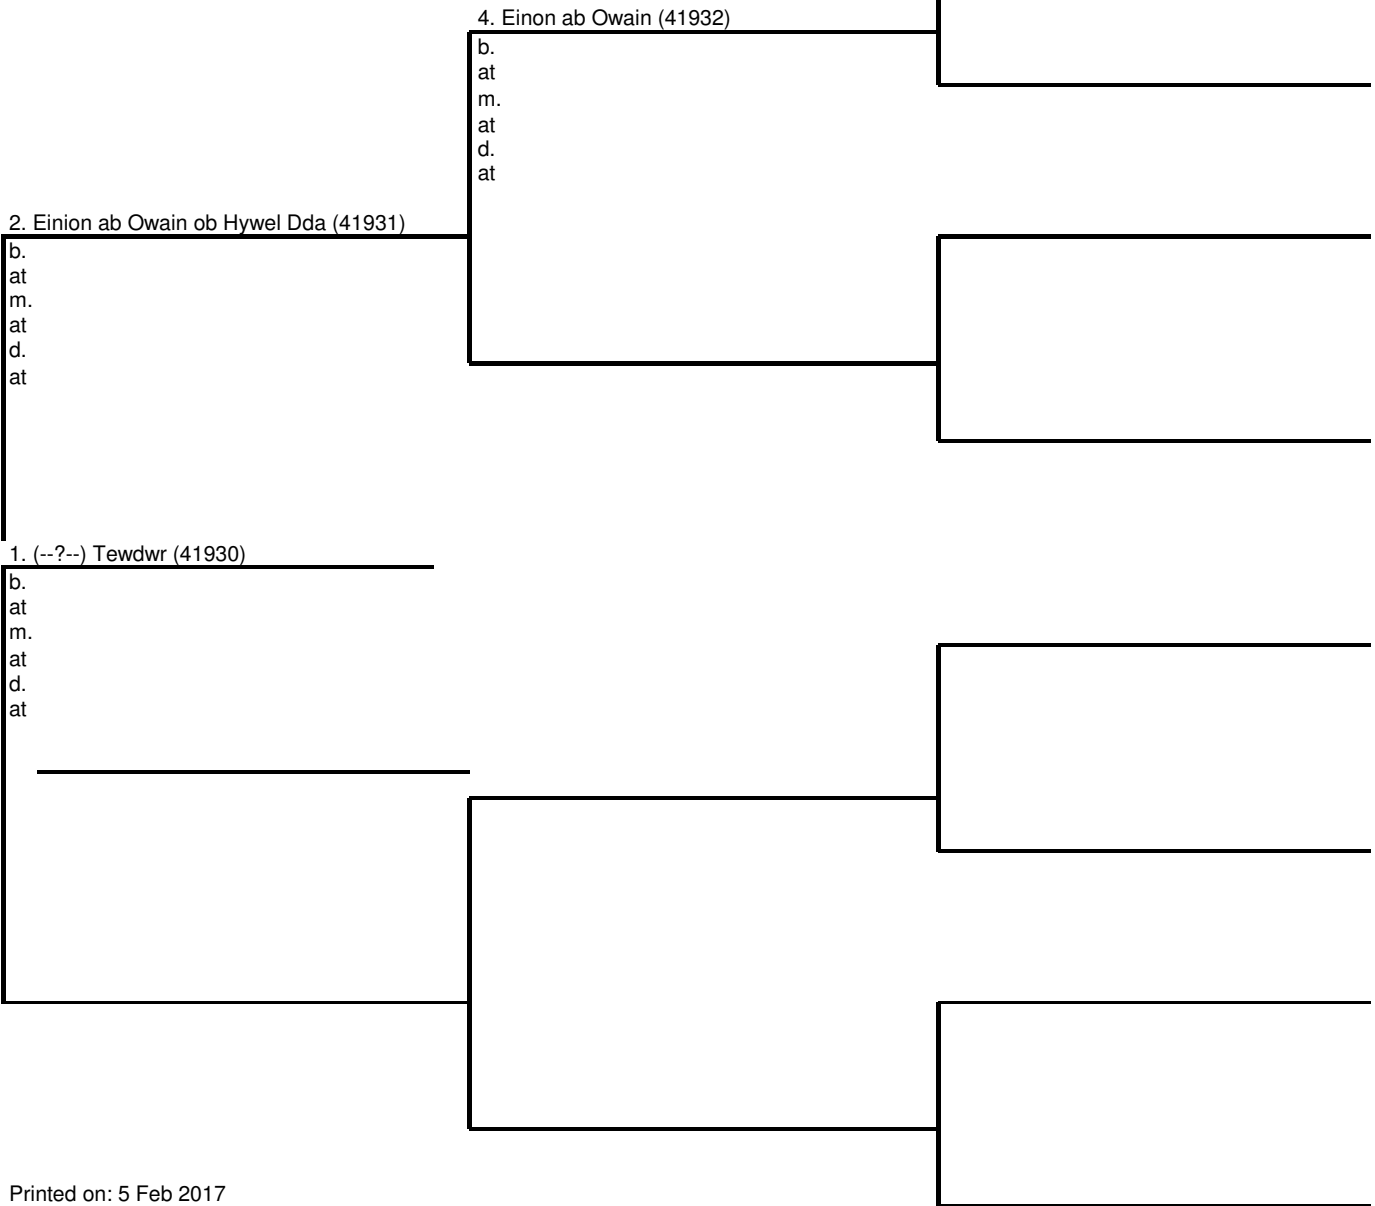 4. Einon ab Owain (41932)
b.
at
m.
at
d.
at
2. Einion ab Owain ob Hywel Dda (41931)
b.
at
m.
at
d.
at
1. (--?--) Tewdwr (41930)
b.
at
m.
at
d.
at
Printed on: 5 Feb 2017